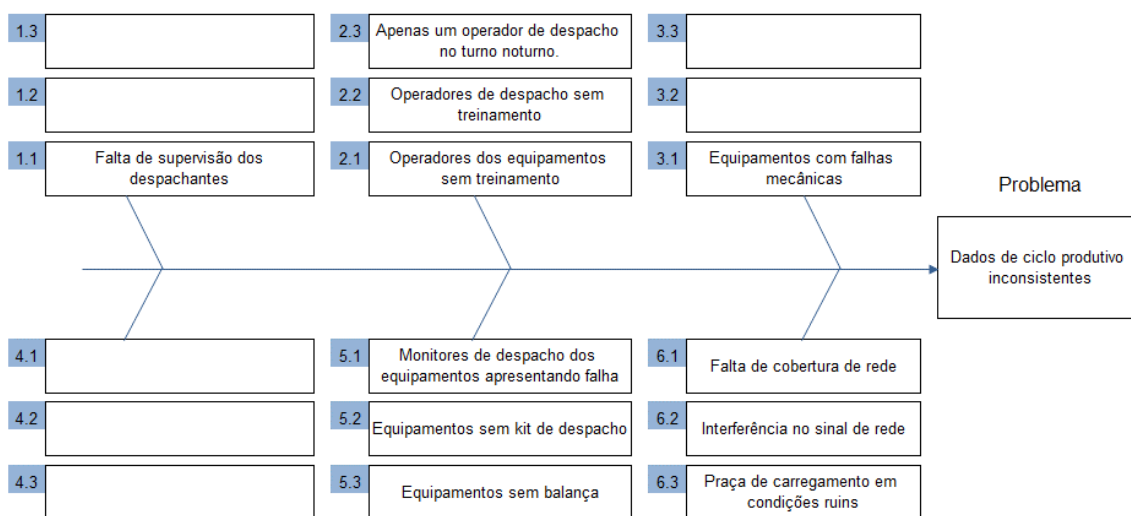 1.3
2.3
Apenas um operador de despacho
no turno noturno.
3.3
1.2
2.2
Operadores de despacho sem
treinamento
3.2
1.1
Falta de supervisão dos
despachantes
2.1
Operadores dos equipamentos
sem treinamento
3.1
Equipamentos com falhas
mecânicas
Problema
Dados de ciclo produtivo
inconsistentes
4.1
5.1
Monitores de despacho dos
equipamentos apresentando falha
6.1
Falta de cobertura de rede
4.2
5.2
Equipamentos sem kit de despacho
6.2
Interferência no sinal de rede
4.3
5.3
Equipamentos sem balança
6.3
Praça de carregamento em
condições ruins